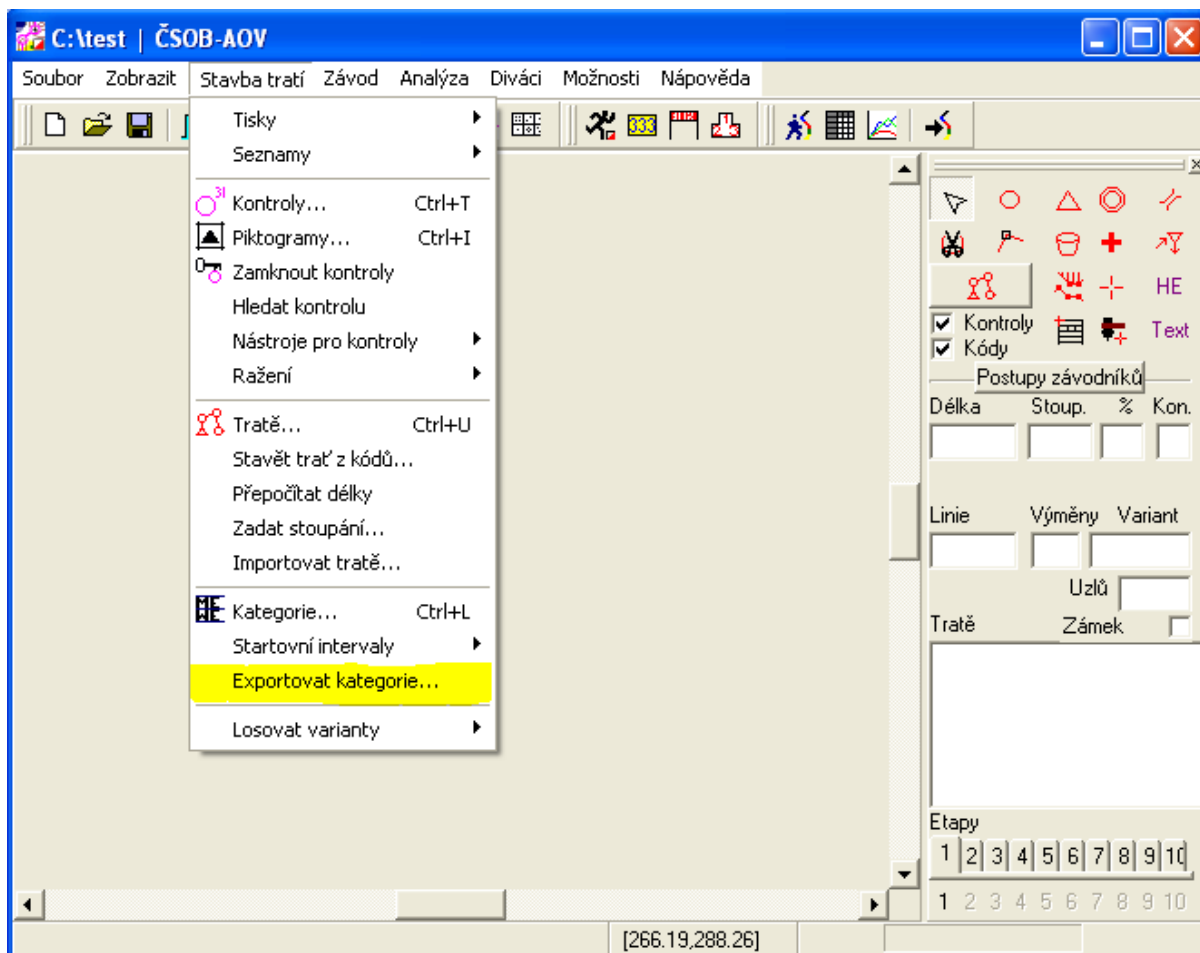 C:\test | ČSOB-AOV
Soubor Zobrazit Stavba tratí Závod Analýza Diváci Možnosti Nápověda
333
Tisky
Seznamy
Kontroly... Ctrl+T
Piktogramy... Ctrl+I
Zamknout kontroly
Hledat kontrolu
Nástroje pro kontroly
Ražení
Tratě... Ctrl+U
Stavět trať z kódů...
Přepočítat délky
Zadat stoupání...
Importovat tratě...
Kategorie... Ctrl+L
Startovní intervaly
Exportovat kategorie...
Losovat varianty
HE
Kontroly
Text
Kódy
Postupy závodníků
Délka Stoup. % Kon.
Linie Výměny Variant
Uzlů
Tratě Zámek
Etapy
1 2 3 4 5 6 7 8 9 10
1 2 3 4 5 6 7 8 9 10
[266.19,288.26]